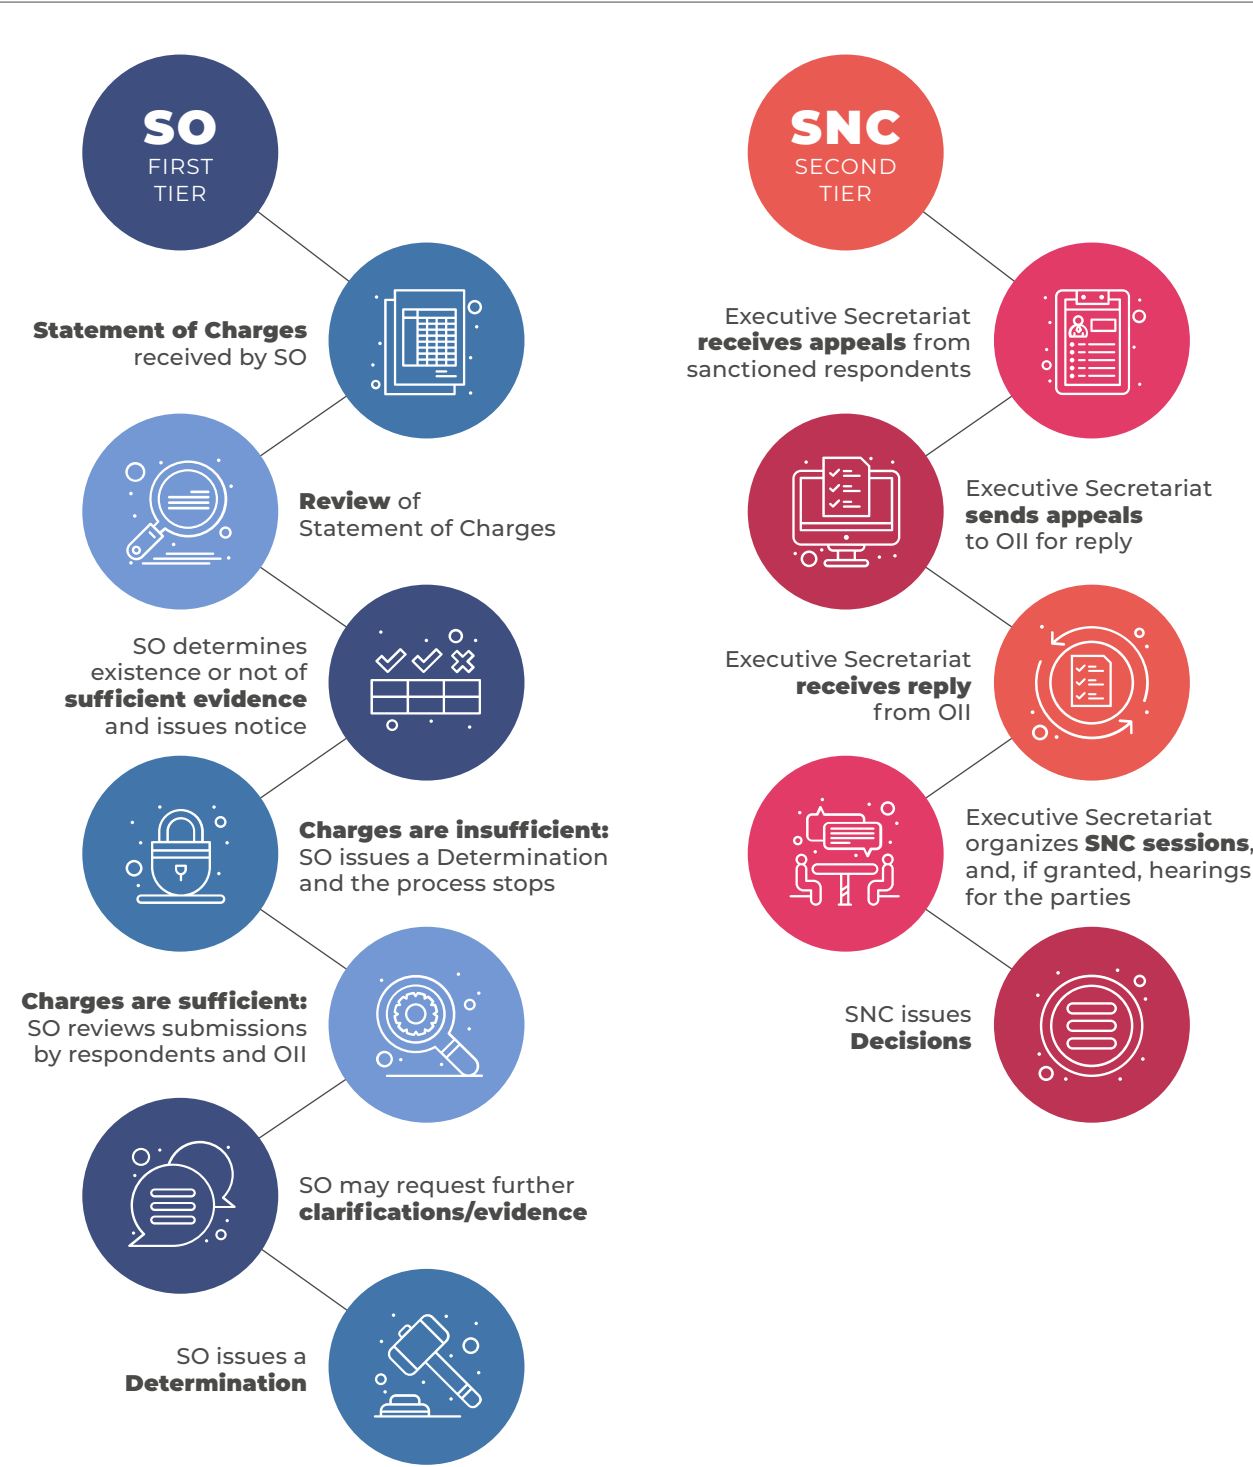 SO
FIRST
TIER
Statement of Charges
received by SO
Review of
Statement of Charges
SO determines
existence or not of
sufficient evidence
and issues notice
Charges are insufficient:
SO issues a Determination
and the process stops
Charges are sufficient:
SO reviews submissions
by respondents and OII
SO may request further
clarifications/evidence
SO issues a
Determination
SNC
SECOND
TIER
Executive Secretariat
receives appeals from
sanctioned respondents
Executive Secretariat
sends appeals
to OII for reply
Executive Secretariat
receives reply
from OII
Executive Secretariat
organizes SNC sessions,
and, if granted, hearings
for the parties
SNC issues
Decisions